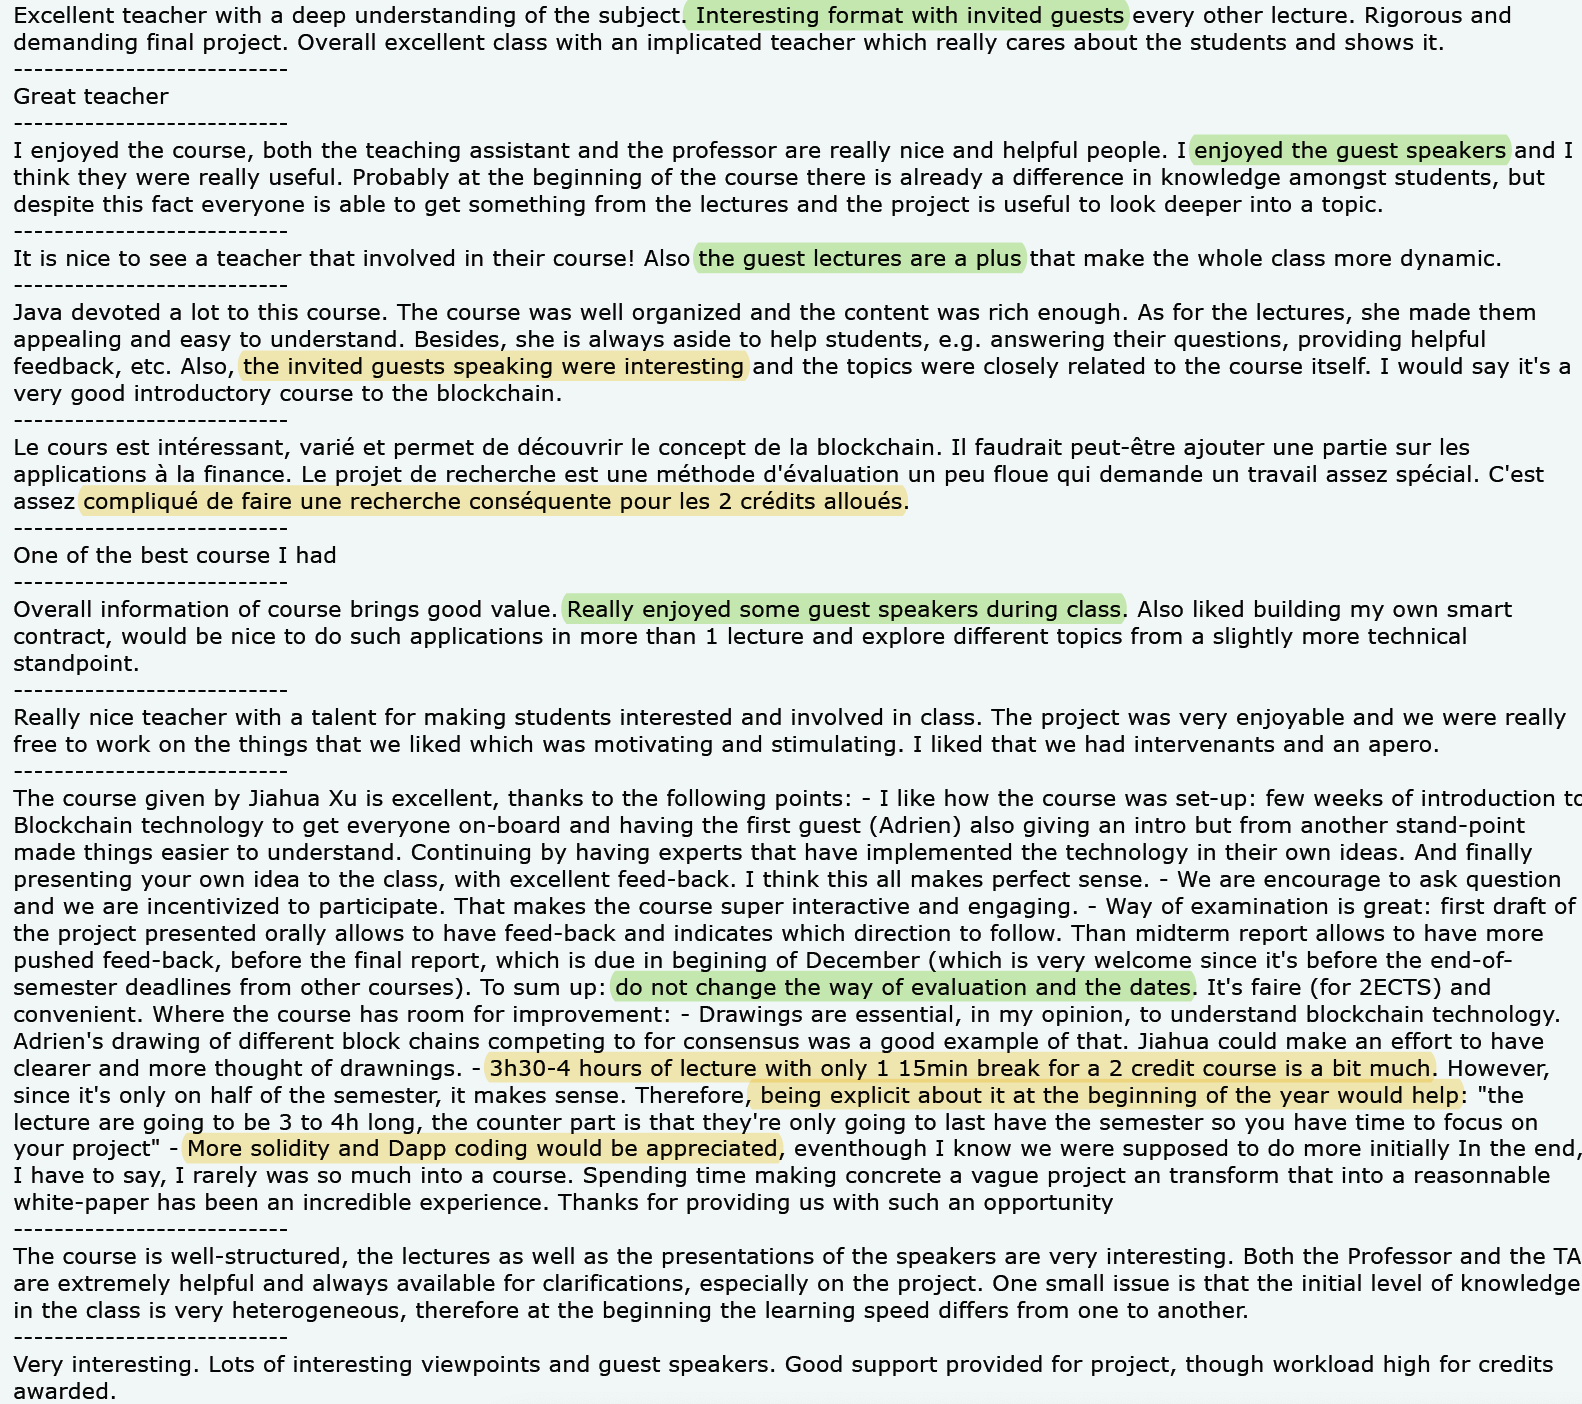 Excellent teacher with a deep understanding of the subject. Interesting format with invited guests every other lecture. Rigorous and
demanding final project. Overall excellent class with an implicated teacher which really cares about the students and shows it.
---------------------------
Great teacher
---------------------------
I enjoyed the course, both the teaching assistant and the professor are really nice and helpful people. I enjoyed the guest speakers and I
think they were really useful. Probably at the beginning of the course there is already a difference in knowledge amongst students, but
despite this fact everyone is able to get something from the lectures and the project is useful to look deeper into a topic.
---------------------------
It is nice to see a teacher that involved in their course! Also the guest lectures are a plus that make the whole class more dynamic.
---------------------------
Java devoted a lot to this course. The course was well organized and the content was rich enough. As for the lectures, she made them
appealing and easy to understand. Besides, she is always aside to help students, e.g. answering their questions, providing helpful
feedback, etc. Also, the invited guests speaking were interesting and the topics were closely related to the course itself. I would say it's a
very good introductory course to the blockchain.
---------------------------
Le cours est intéressant, varié et permet de découvrir le concept de la blockchain. Il faudrait peut-être ajouter une partie sur les
applications à la finance. Le projet de recherche est une méthode d'évaluation un peu floue qui demande un travail assez spécial. C'est
assez compliqué de faire une recherche conséquente pour les 2 crédits alloués.
---------------------------
One of the best course I had
---------------------------
Overall information of course brings good value. Really enjoyed some guest speakers during class. Also liked building my own smart
contract, would be nice to do such applications in more than 1 lecture and explore different topics from a slightly more technical
standpoint.
---------------------------
Really nice teacher with a talent for making students interested and involved in class. The project was very enjoyable and we were really
free to work on the things that we liked which was motivating and stimulating. I liked that we had intervenants and an apero.
---------------------------
The course given by Jiahua Xu is excellent, thanks to the following points: - I like how the course was set-up: few weeks of introduction to
Blockchain technology to get everyone on-board and having the first guest (Adrien) also giving an intro but from another stand-point
made things easier to understand. Continuing by having experts that have implemented the technology in their own ideas. And finally
presenting your own idea to the class, with excellent feed-back. I think this all makes perfect sense. - We are encourage to ask question
and we are incentivized to participate. That makes the course super interactive and engaging. - Way of examination is great: first draft of
the project presented orally allows to have feed-back and indicates which direction to follow. Than midterm report allows to have more
pushed feed-back, before the final report, which is due in begining of December (which is very welcome since it's before the end-of-
semester deadlines from other courses). To sum up: do not change the way of evaluation and the dates. It's faire (for 2ECTS) and
convenient. Where the course has room for improvement: - Drawings are essential, in my opinion, to understand blockchain technology.
Adrien's drawing of different block chains competing to for consensus was a good example of that. Jiahua could make an effort to have
clearer and more thought of drawnings. - 3h30-4 hours of lecture with only 1 15min break for a 2 credit course is a bit much. However,
since it's only on half of the semester, it makes sense. Therefore, being explicit about it at the beginning of the year would help: "the
lecture are going to be 3 to 4h long, the counter part is that they're only going to last have the semester so you have time to focus on
your project" - More solidity and Dapp coding would be appreciated, eventhough I know we were supposed to do more initially In the end,
I have to say, I rarely was so much into a course. Spending time making concrete a vague project an transform that into a reasonnable
white-paper has been an incredible experience. Thanks for providing us with such an opportunity
---------------------------
The course is well-structured, the lectures as well as the presentations of the speakers are very interesting. Both the Professor and the TA
are extremely helpful and always available for clarifications, especially on the project. One small issue is that the initial level of knowledge
in the class is very heterogeneous, therefore at the beginning the learning speed differs from one to another.
---------------------------
Very interesting. Lots of interesting viewpoints and guest speakers. Good support provided for project, though workload high for credits
awarded.